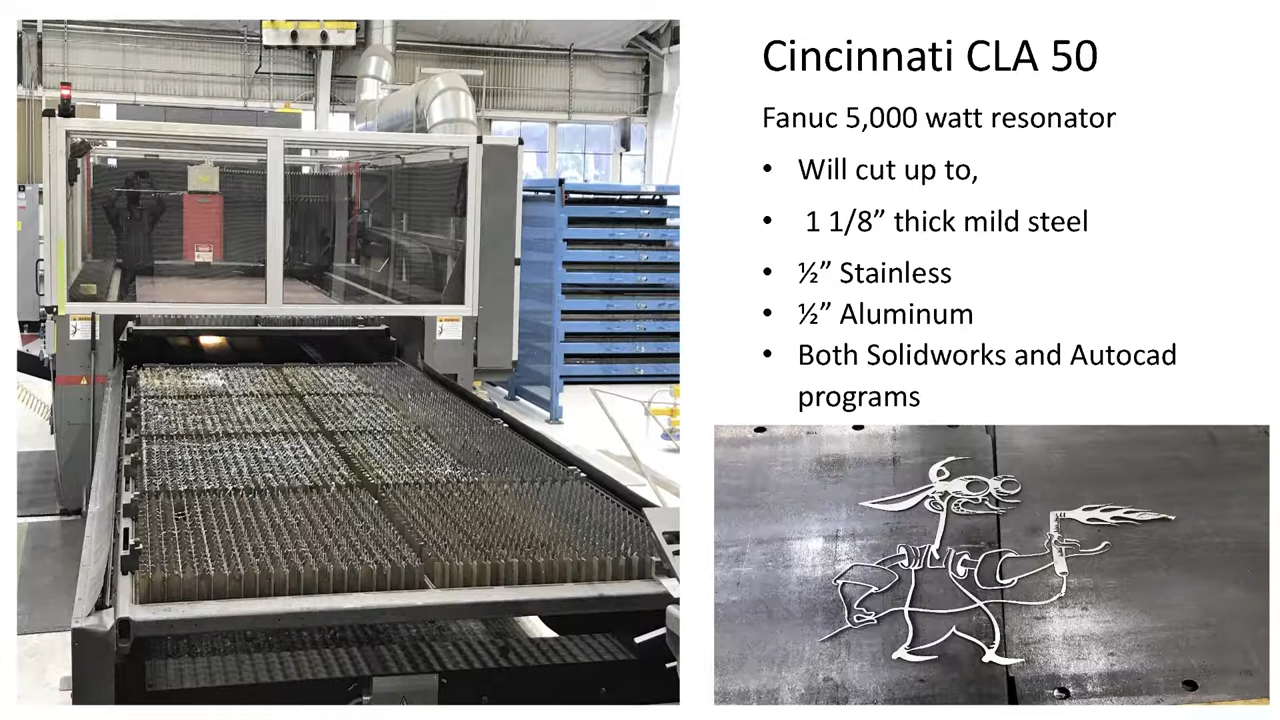 Cincinnati CLA 50
Fanuc 5,000 watt resonator
• Will cut up to,
• 1 1/8” thick mild steel
• ½” Stainless
• ½” Aluminum
• Both Solidworks and Autocad
programs